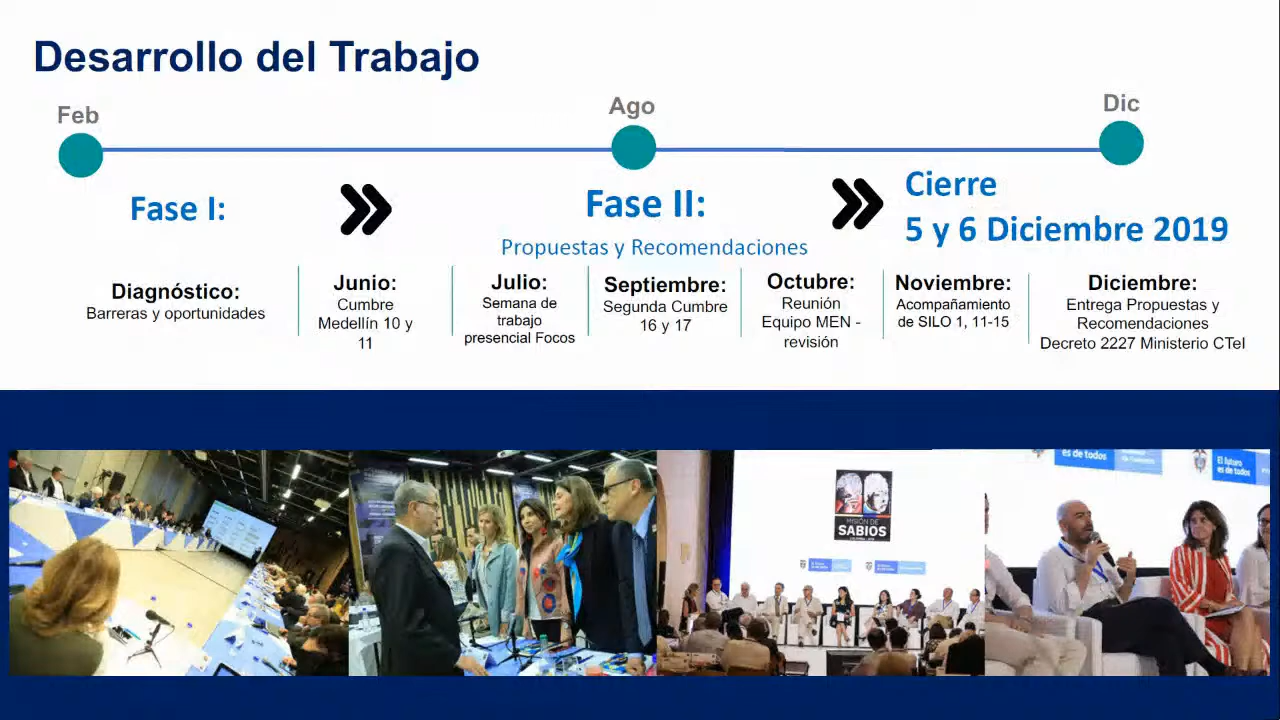 Desarrollo del Trabajo
Feb
Ago
Dic
Fase I:
Fase II:
Propuestas y Recomendaciones
Cierre
5 y 6 Diciembre 2019
Diagnóstico:
Barreras y oportunidades
Junio:
Cumbre
Medellín 10 y
11
Julio:
Semana de
trabajo
presencial Focos
Septiembre:
Segunda Cumbre
16 y 17
Octubre:
Reunión
Equipo MEN -
revisión
Noviembre:
Acompañamiento
de SILO 1, 11-15
Diciembre:
Entrega Propuestas y
Recomendaciones
Decreto 2227 Ministerio CTeI
MISIÓN DE
SABIOS
es de todos
El futuro
es de todos